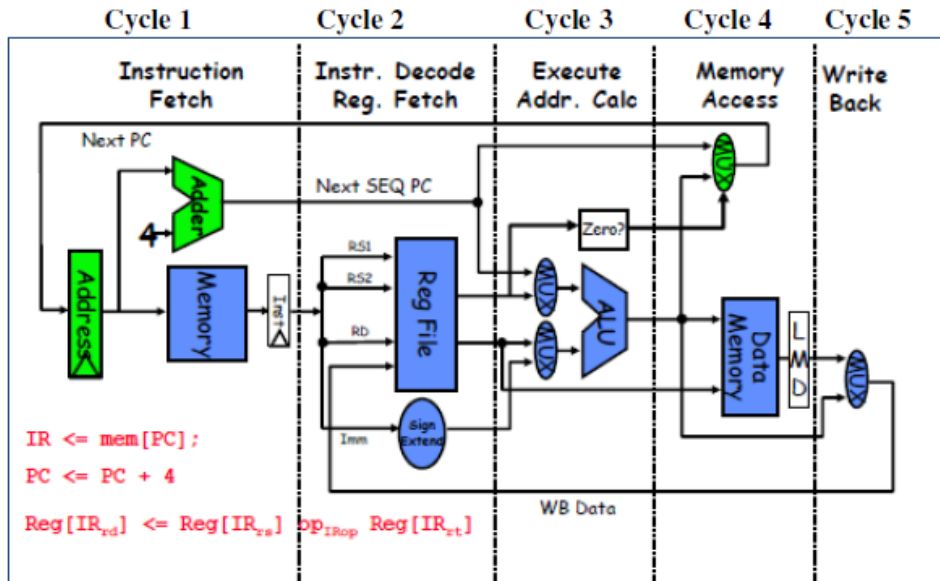 Cycle 1
Cycle 2
Cycle 3
Cycle 4
Cycle 5
Instruction
Fetch
Instr. Decode
Reg. Fetch
Execute
Addr. Calc
Memory
Access
Write
Back
Next PC
Next SEQ PC
Adder
4
Zero?
MUX
RS1
RS2
RD
Imm
Address
Memory
Inst
Reg File
Sign
Extend
MUX
MUX
ALU
Data
Memory
LMD
MUX
WB Data
IR <= mem[PC];
PC <= PC + 4
Reg[IRrd] <= Reg[IRrs] opIRop Reg[IRrt]